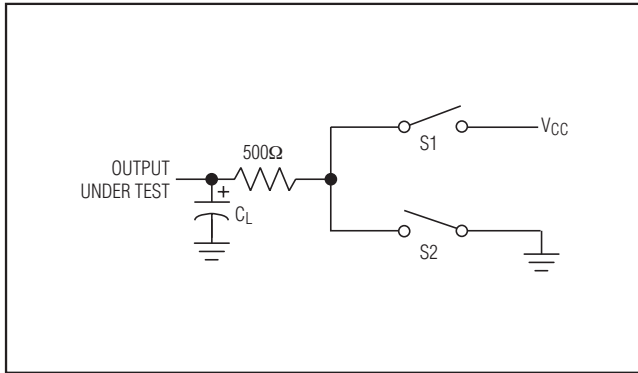 S1
VCC
500Ω
OUTPUT
UNDER TEST
+
CL
S2